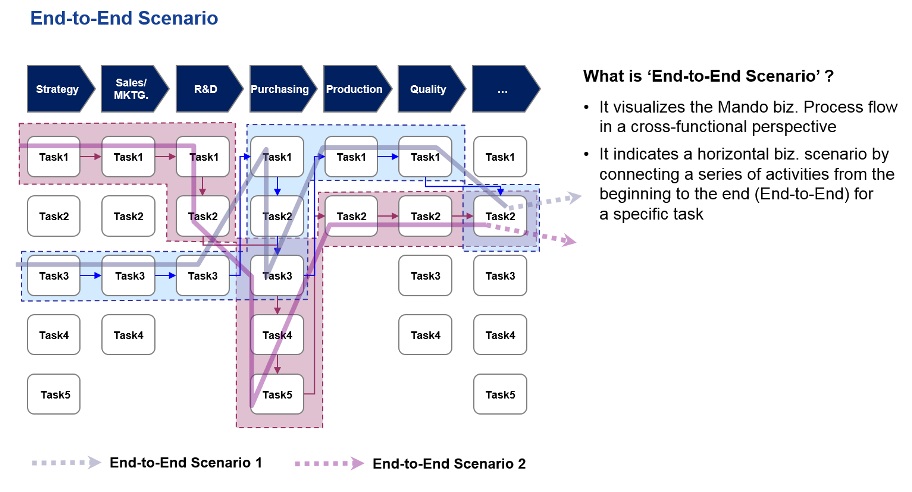 End-to-End Scenario
Strategy
Sales/
MKTG.
R&D
Purchasing
Production
Quality
...
What is ‘End-to-End Scenario’ ?
• It visualizes the Mando biz. Process flow
in a cross-functional perspective
• It indicates a horizontal biz. scenario by
connecting a series of activities from the
beginning to the end (End-to-End) for
a specific task
Task1 Task1 Task1 Task1 Task1 Task1 Task1
Task2 Task2 Task2 Task2 Task2 Task2 Task2
Task3 Task3 Task3 Task3 Task3 Task3
Task4 Task4 Task4 Task4 Task4
Task5 Task5 Task5
End-to-End Scenario 1
End-to-End Scenario 2